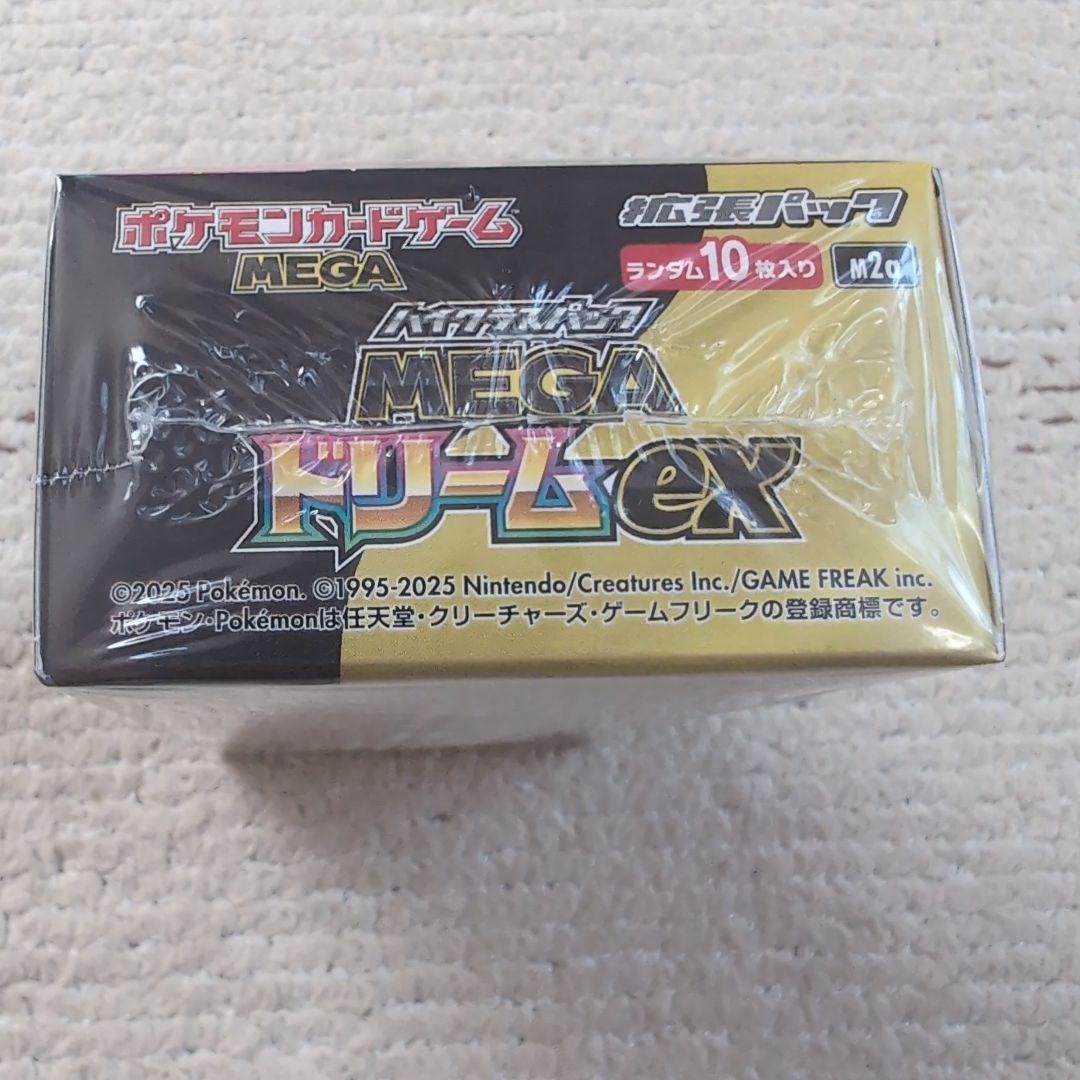 ポケモンカードゲーム™
MEGA
拡張パック
ランダム10枚入り
M2a
ハイクラスパック
MEGA
ドリームex
©2025 Pokémon. ©1995-2025 Nintendo/Creatures Inc./GAME FREAK inc.
ポケモン・Pokémonは任天堂・クリーチャーズ・ゲームフリークの登録商標です。